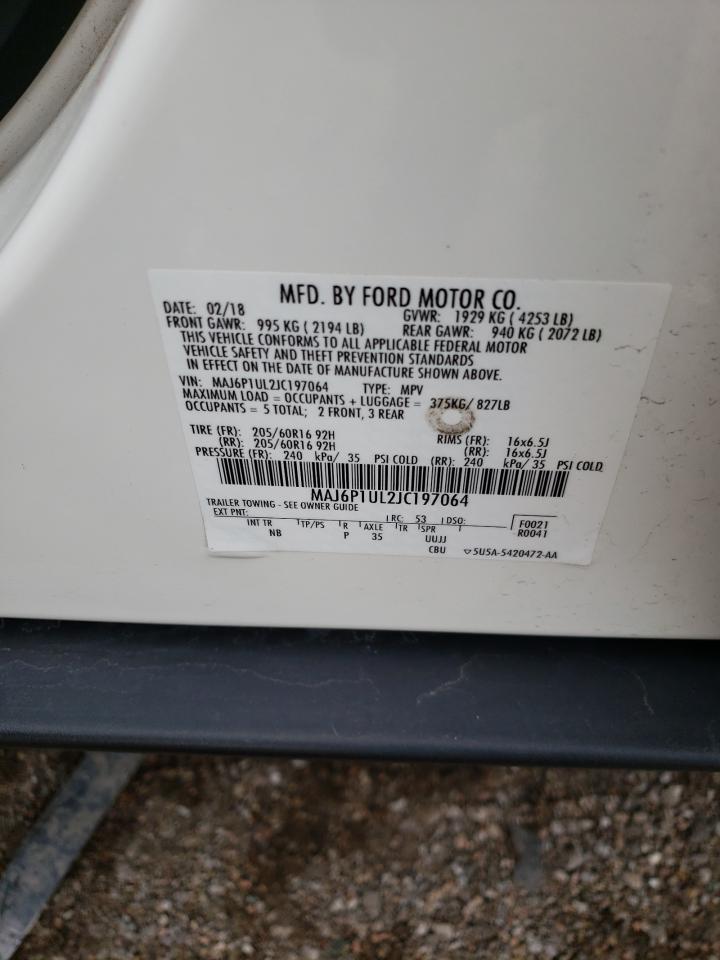 MFD. BY FORD MOTOR CO.
DATE: 02/18 GVWR: 1929 KG ( 4253 LB)
FRONT GAWR: 995 KG ( 2194 LB) REAR GAWR: 940 KG ( 2072 LB)
THIS VEHICLE CONFORMS TO ALL APPLICABLE FEDERAL MOTOR
VEHICLE SAFETY AND THEFT PREVENTION STANDARDS
IN EFFECT ON THE DATE OF MANUFACTURE SHOWN ABOVE.
VIN: MAJ6P1UL2JC197064 TYPE: MPV
MAXIMUM LOAD = OCCUPANTS + LUGGAGE = 375KG/ 827LB
OCCUPANTS = 5 TOTAL; 2 FRONT, 3 REAR
TIRE (FR): 205/60R16 92H RIMS (FR): 16x6.5J
(RR): 205/60R16 92H (RR): 16x6.5J
PRESSURE (FR): 240 kPa/ 35 PSI COLD (RR): 240 kPa/ 35 PSI COLD
MAJ6P1UL2JC197064
TRAILER TOWING - SEE OWNER GUIDE
EXT PNT: RC: 53 DSO: F0021
INT TR TP/PS R AXLE TR SPR R0041
NB P 35 UUJJ
CBU 5U5A-5420472-AA